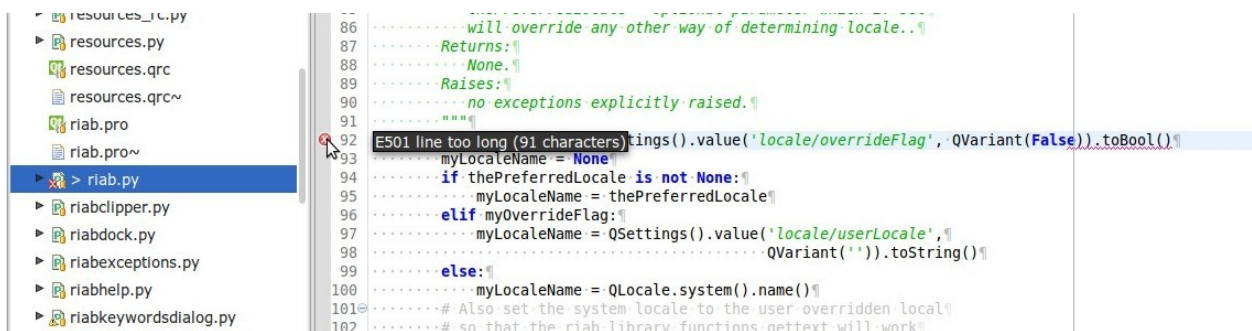 resources_rc.py
resources.py
resources.qrc
resources.qrc~
riab.pro
riab.pro~
> riab.py
riabclipper.py
riabdock.py
riabexceptions.py
riabhelp.py
riabkeywordsdialog.py
86 will override any other way of determining locale..
87 Returns:
88 None.
89 Raises:
90 no exceptions explicitly raised.
91 """
92 E501 line too long (91 characters) tings().value('locale/overrideFlag', QVariant(False)).toBool()
93 myLocaleName = None
94 if thePreferredLocale is not None:
95 myLocaleName = thePreferredLocale
96 elif myOverrideFlag:
97 myLocaleName = QSettings().value('locale/userLocale',
98 QVariant('')).toString()
99 else:
100 myLocaleName = QLocale.system().name()
101 # Also set the system locale to the user overridden local
102 # so that the riab library functions gettext will work